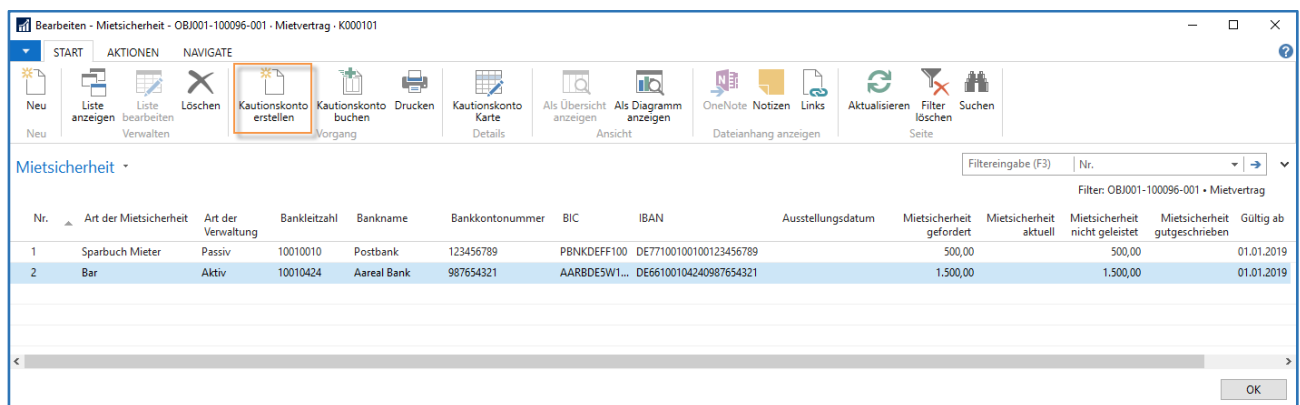 Bearbeiten - Mietsicherheit - OBJ001-100096-001 · Mietvertrag · K000101
START AKTIONEN NAVIGATE
Neu Liste anzeigen Liste bearbeiten Löschen Kautionskonto erstellen Kautionskonto buchen Drucken Kautionskonto Karte Als Übersicht anzeigen Als Diagramm anzeigen OneNote Notizen Links Aktualisieren Filter löschen Suchen
Neu Verwalten Vorgang Details Ansicht Dateianhang anzeigen Seite
Mietsicherheit Filtereingabe (F3) Nr.
Filter: OBJ001-100096-001 • Mietvertrag
Nr. Art der Mietsicherheit Art der Verwaltung Bankleitzahl Bankname Bankkontonummer BIC IBAN Ausstellungsdatum Mietsicherheit gefordert Mietsicherheit aktuell Mietsicherheit nicht geleistet Mietsicherheit gutgeschrieben Gültig ab
1 Sparbuch Mieter Passiv 10010010 Postbank 123456789 PBNKDEFF100 DE77100100100123456789 500,00 500,00 01.01.2019
2 Bar Aktiv 10010424 Aareal Bank 987654321 AARBDE5W1... DE66100104240987654321 1.500,00 1.500,00 01.01.2019
OK